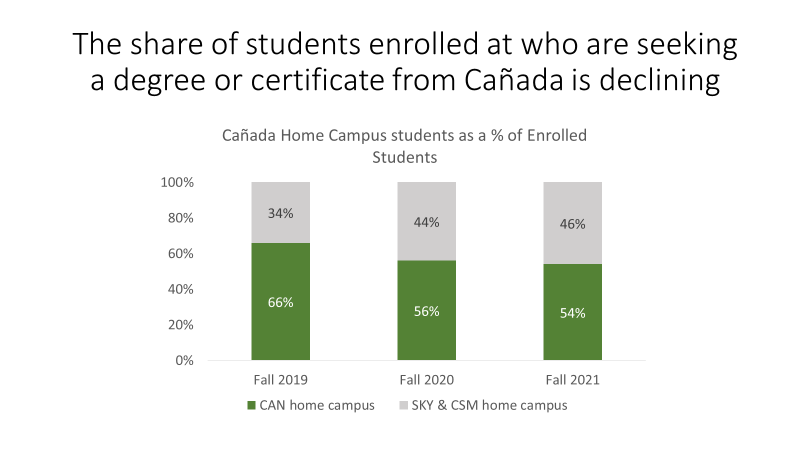 The share of students enrolled at who are seeking
a degree or certificate from Cañada is declining
Cañada Home Campus students as a % of Enrolled
Students
100%
80%
60%
40%
20%
0%
34%
44%
46%
66%
56%
54%
Fall 2019
Fall 2020
Fall 2021
CAN home campus
SKY & CSM home campus